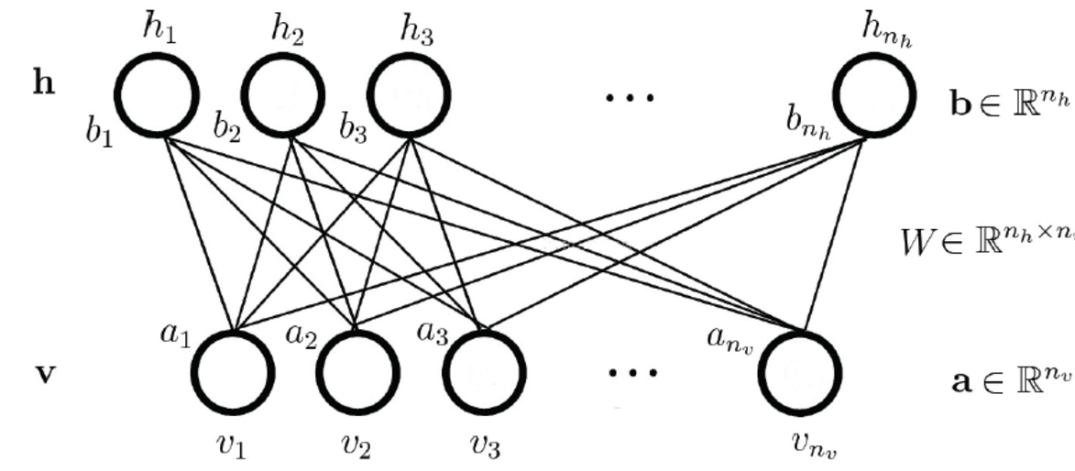 h₁ h₂ h₃ hₙₕ
h ... b ∈ ℝⁿʰ
b₁ b₂ b₃ bₙₕ
W ∈ ℝⁿʰ ˣ ⁿᵛ
a₁ a₂ a₃ aₙᵥ
v ... a ∈ ℝⁿᵛ
v₁ v₂ v₃ vₙᵥ